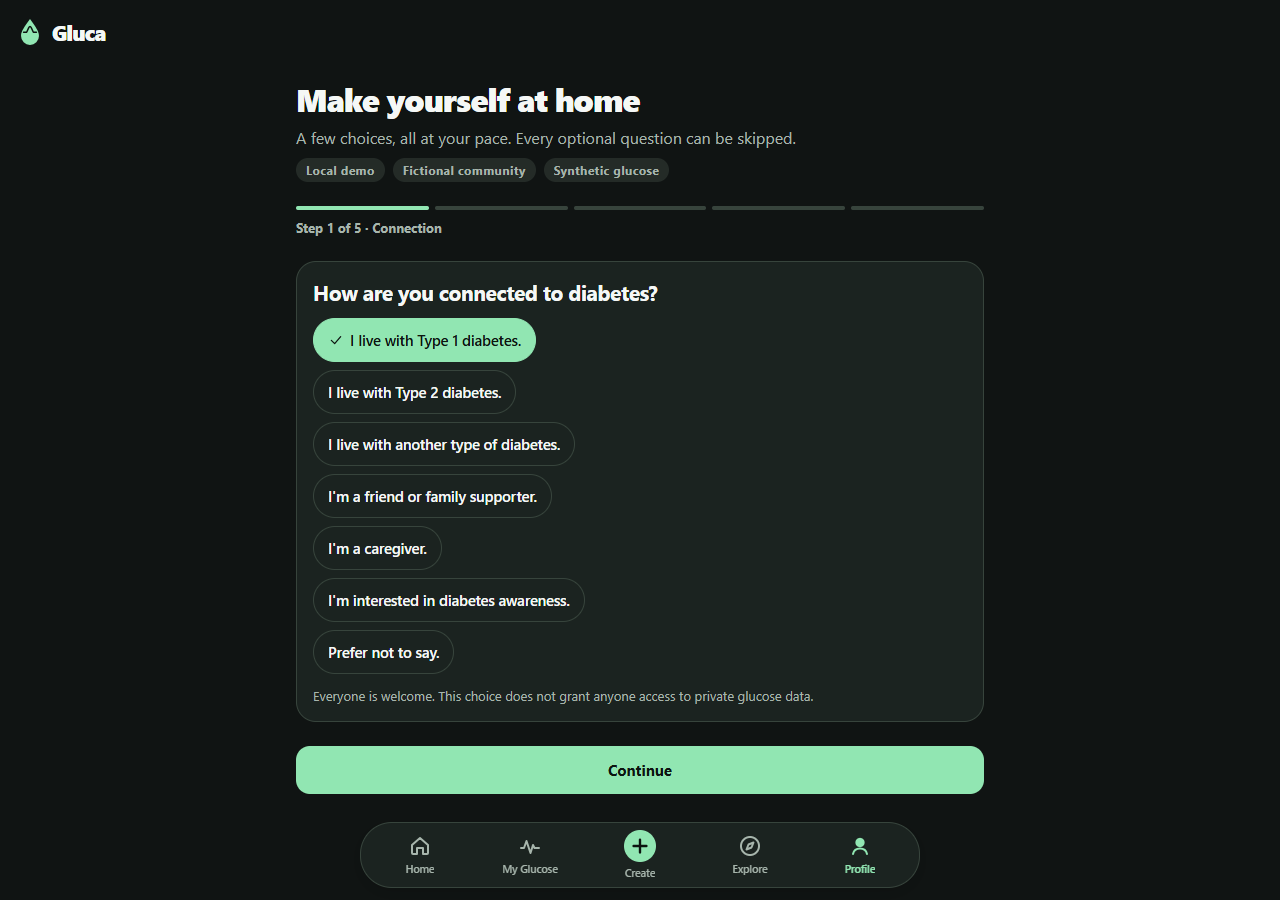 Gluca
Make yourself at home
A few choices, all at your pace. Every optional question can be skipped.
Local demo
Fictional community
Synthetic glucose
Step 1 of 5 · Connection
How are you connected to diabetes?
I live with Type 1 diabetes.
I live with Type 2 diabetes.
I live with another type of diabetes.
I'm a friend or family supporter.
I'm a caregiver.
I'm interested in diabetes awareness.
Prefer not to say.
Everyone is welcome. This choice does not grant anyone access to private glucose data.
Continue
Home
My Glucose
Create
Explore
Profile